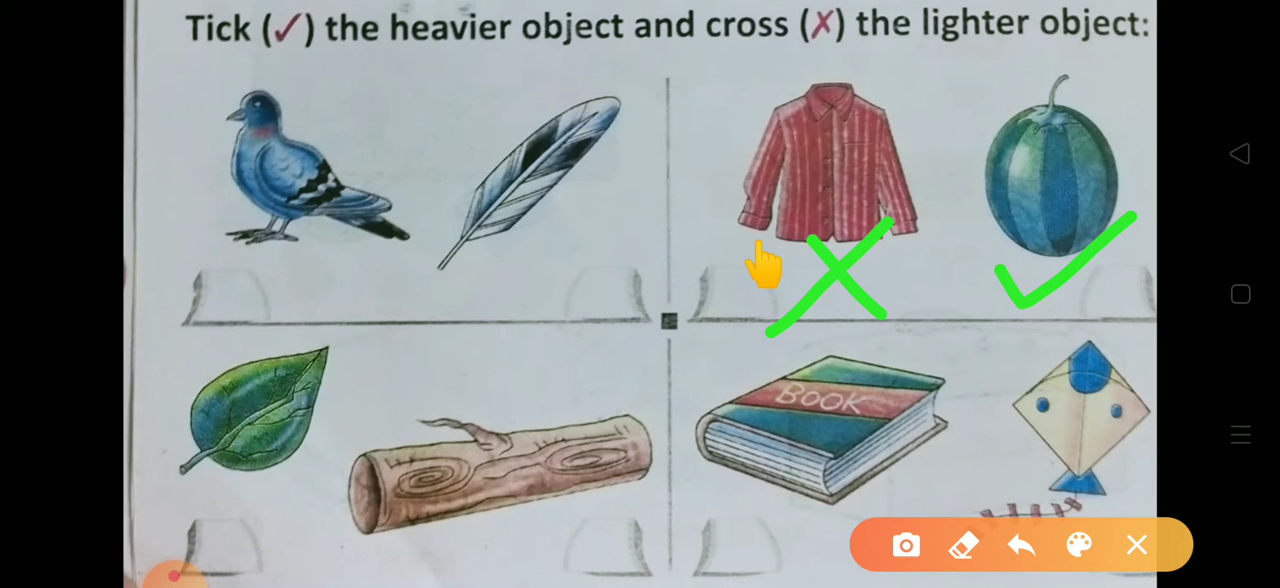 Tick (✓) the heavier object and cross (✗) the lighter object:
BOOK